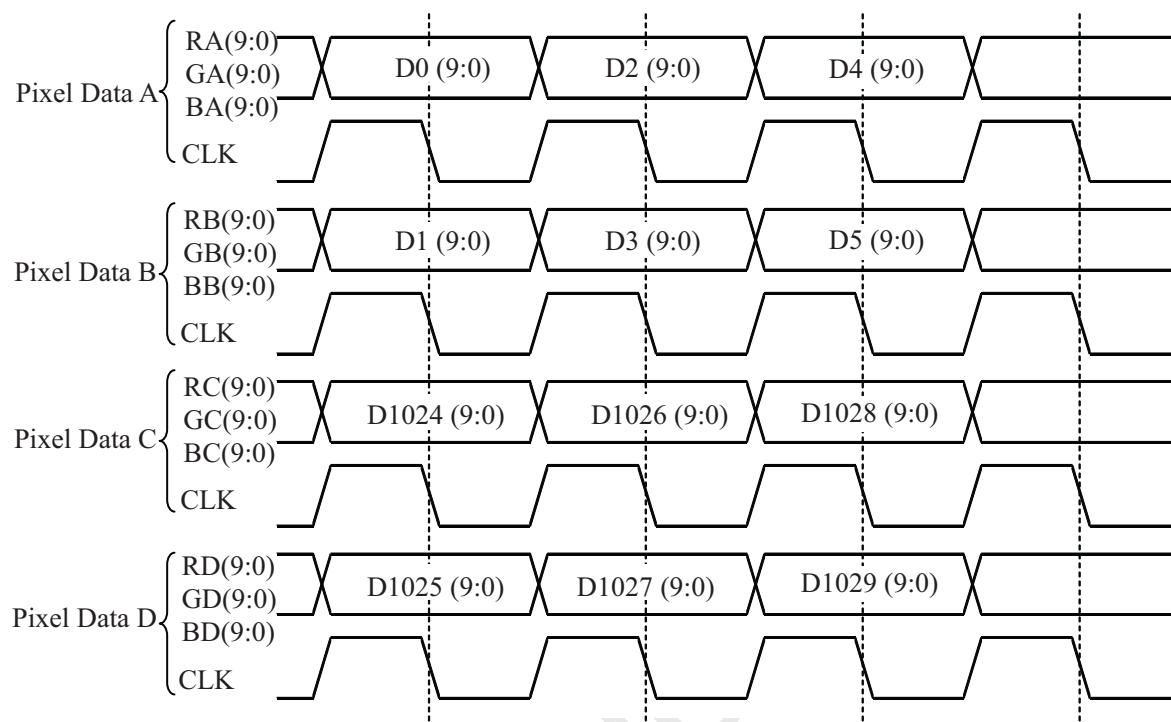 RA(9:0)
GA(9:0)
BA(9:0)
Pixel Data A
CLK
D0 (9:0) D2 (9:0) D4 (9:0)
RB(9:0)
GB(9:0)
BB(9:0)
Pixel Data B
CLK
D1 (9:0) D3 (9:0) D5 (9:0)
RC(9:0)
GC(9:0)
BC(9:0)
Pixel Data C
CLK
D1024 (9:0) D1026 (9:0) D1028 (9:0)
RD(9:0)
GD(9:0)
BD(9:0)
Pixel Data D
CLK
D1025 (9:0) D1027 (9:0) D1029 (9:0)